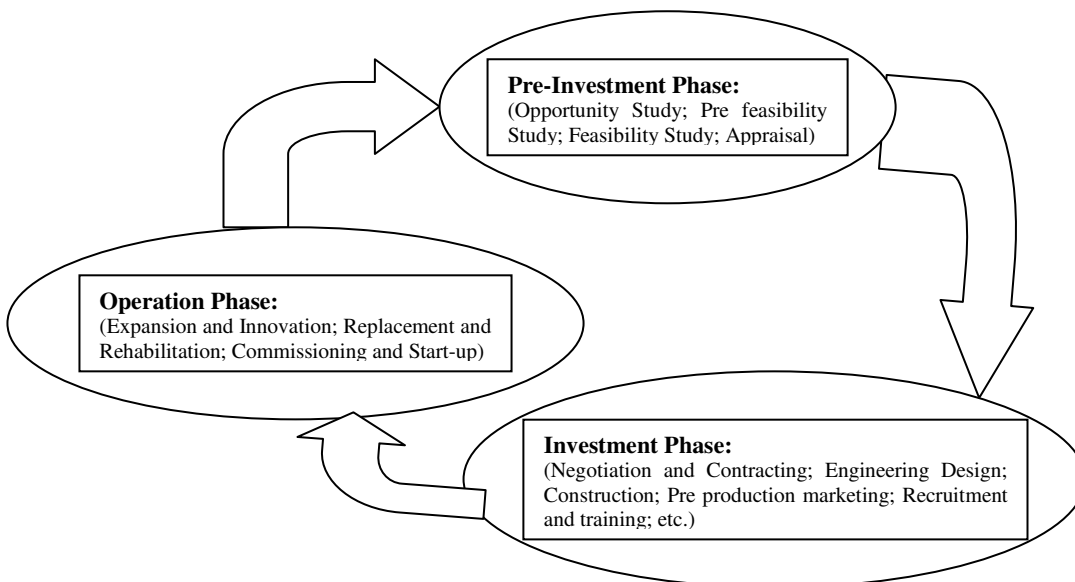 Pre-Investment Phase:
(Opportunity Study; Pre feasibility
Study; Feasibility Study; Appraisal)
Operation Phase:
(Expansion and Innovation; Replacement and
Rehabilitation; Commissioning and Start-up)
Investment Phase:
(Negotiation and Contracting; Engineering Design;
Construction; Pre production marketing; Recruitment
and training; etc.)